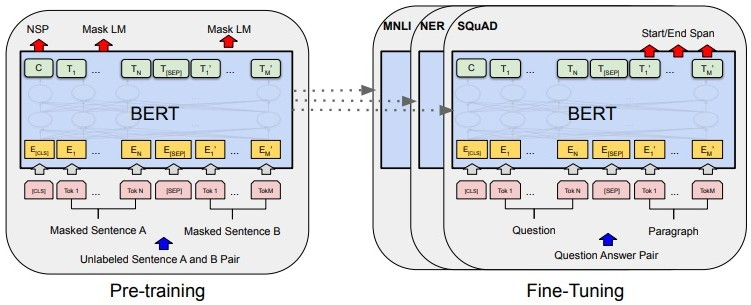 NSP Mask LM Mask LM
C T1 ... TN T[SEP] T1' ... TM'
BERT
E[CLS] E1 ... EN E[SEP] E1' ... EM'
[CLS] Tok 1 ... Tok N [SEP] Tok 1 ... TokM
Masked Sentence A Masked Sentence B
Unlabeled Sentence A and B Pair
Pre-training
MNLI NER SQuAD
Start/End Span
C T1 ... TN T[SEP] T1' ... TM'
BERT
E[CLS] E1 ... EN E[SEP] E1' ... EM'
[CLS] Tok 1 ... Tok N [SEP] Tok 1 ... TokM
Question Paragraph
Question Answer Pair
Fine-Tuning